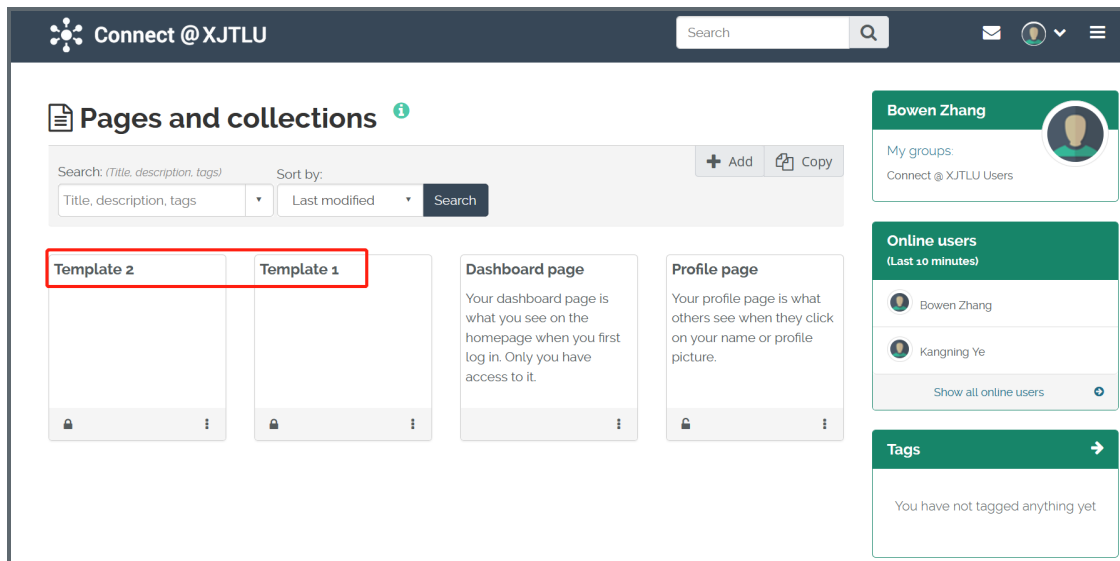 Connect @ XJTLU
Search
Pages and collections
Add
Copy
Search: (Title, description, tags)
Sort by:
Title, description, tags
Last modified
Search
Template 2
Template 1
Dashboard page
Your dashboard page is
what you see on the
homepage when you first
log in. Only you have
access to it.
Profile page
Your profile page is what
others see when they click
on your name or profile
picture.
Bowen Zhang
My groups:
Connect @ XJTLU Users
Online users
(Last 10 minutes)
Bowen Zhang
Kangning Ye
Show all online users
Tags
You have not tagged anything yet